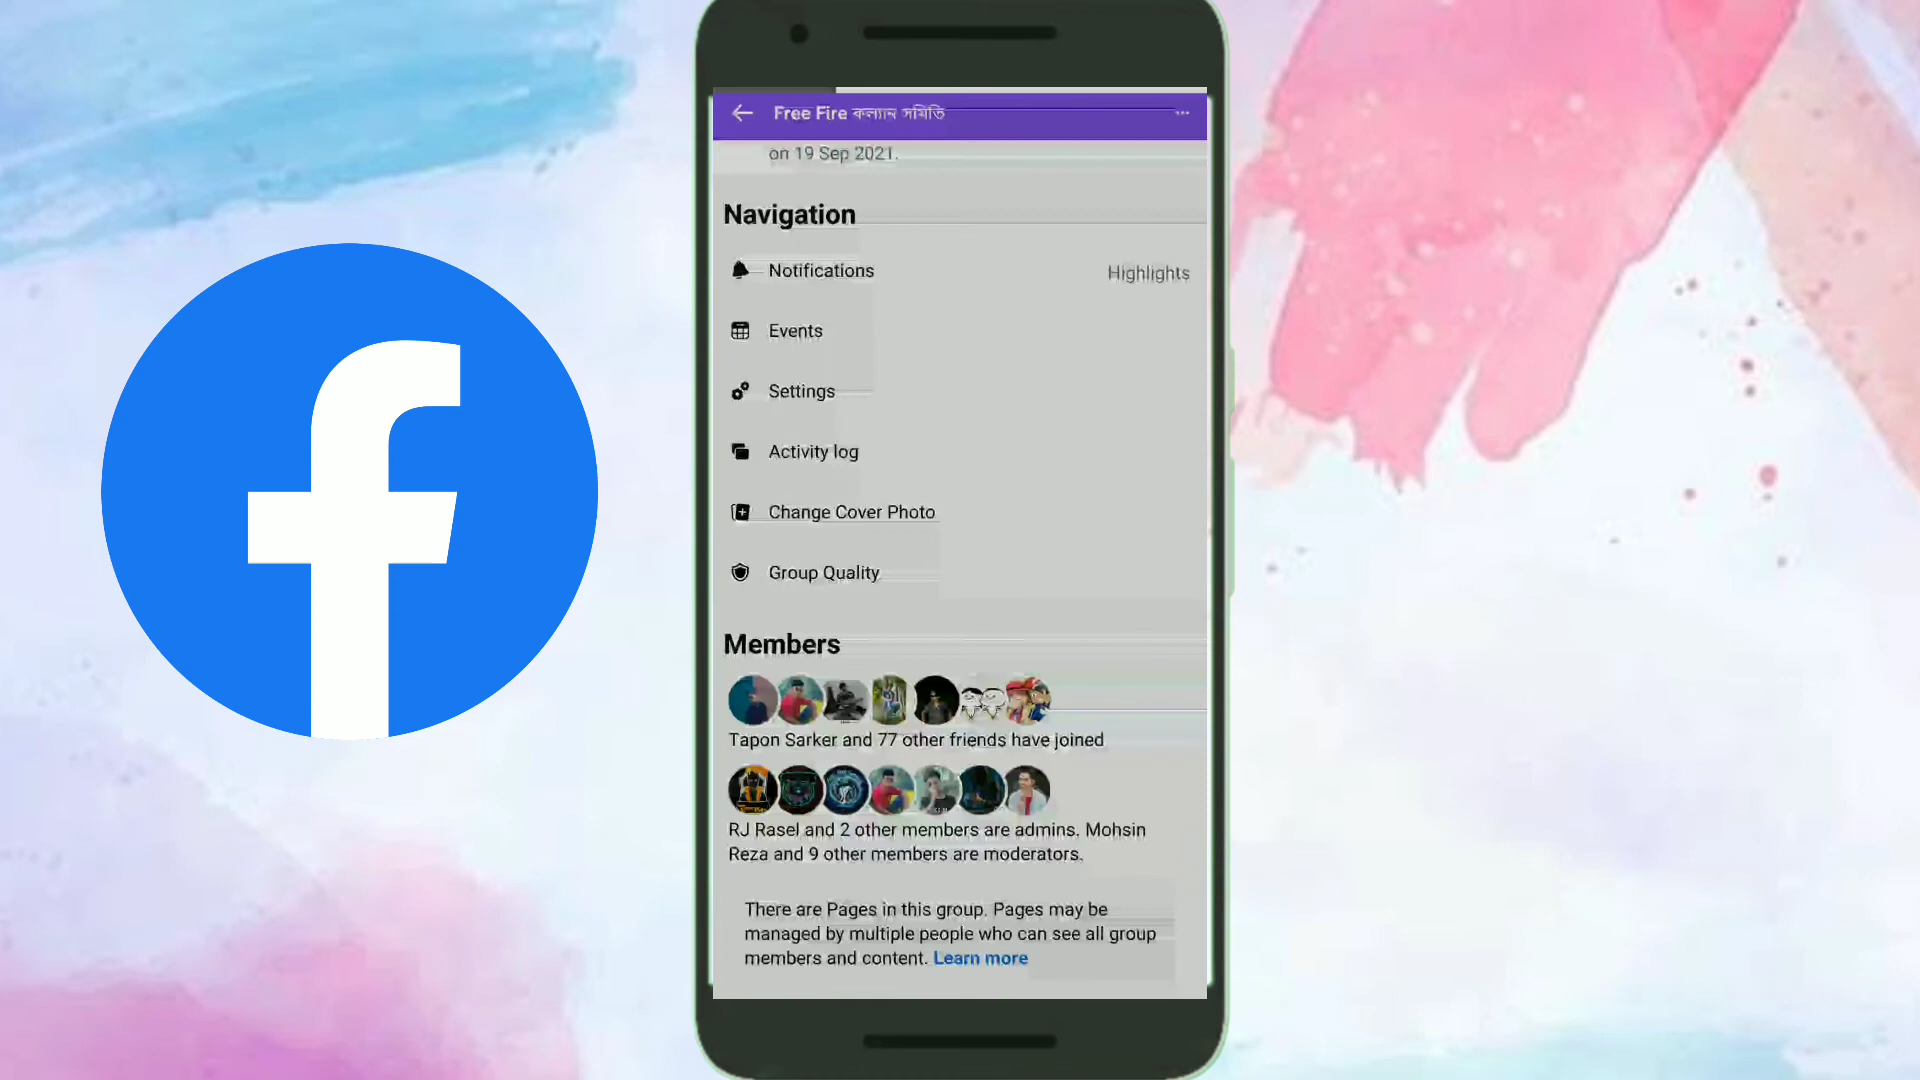 Free Fire কল্যান সমিতি
on 19 Sep 2021.
Navigation
Notifications
Highlights
Events
Settings
Activity log
Change Cover Photo
Group Quality
Members
Tapon Sarker and 77 other friends have joined
RJ Rasel and 2 other members are admins. Mohsin
Reza and 9 other members are moderators.
There are Pages in this group. Pages may be
managed by multiple people who can see all group
members and content. Learn more